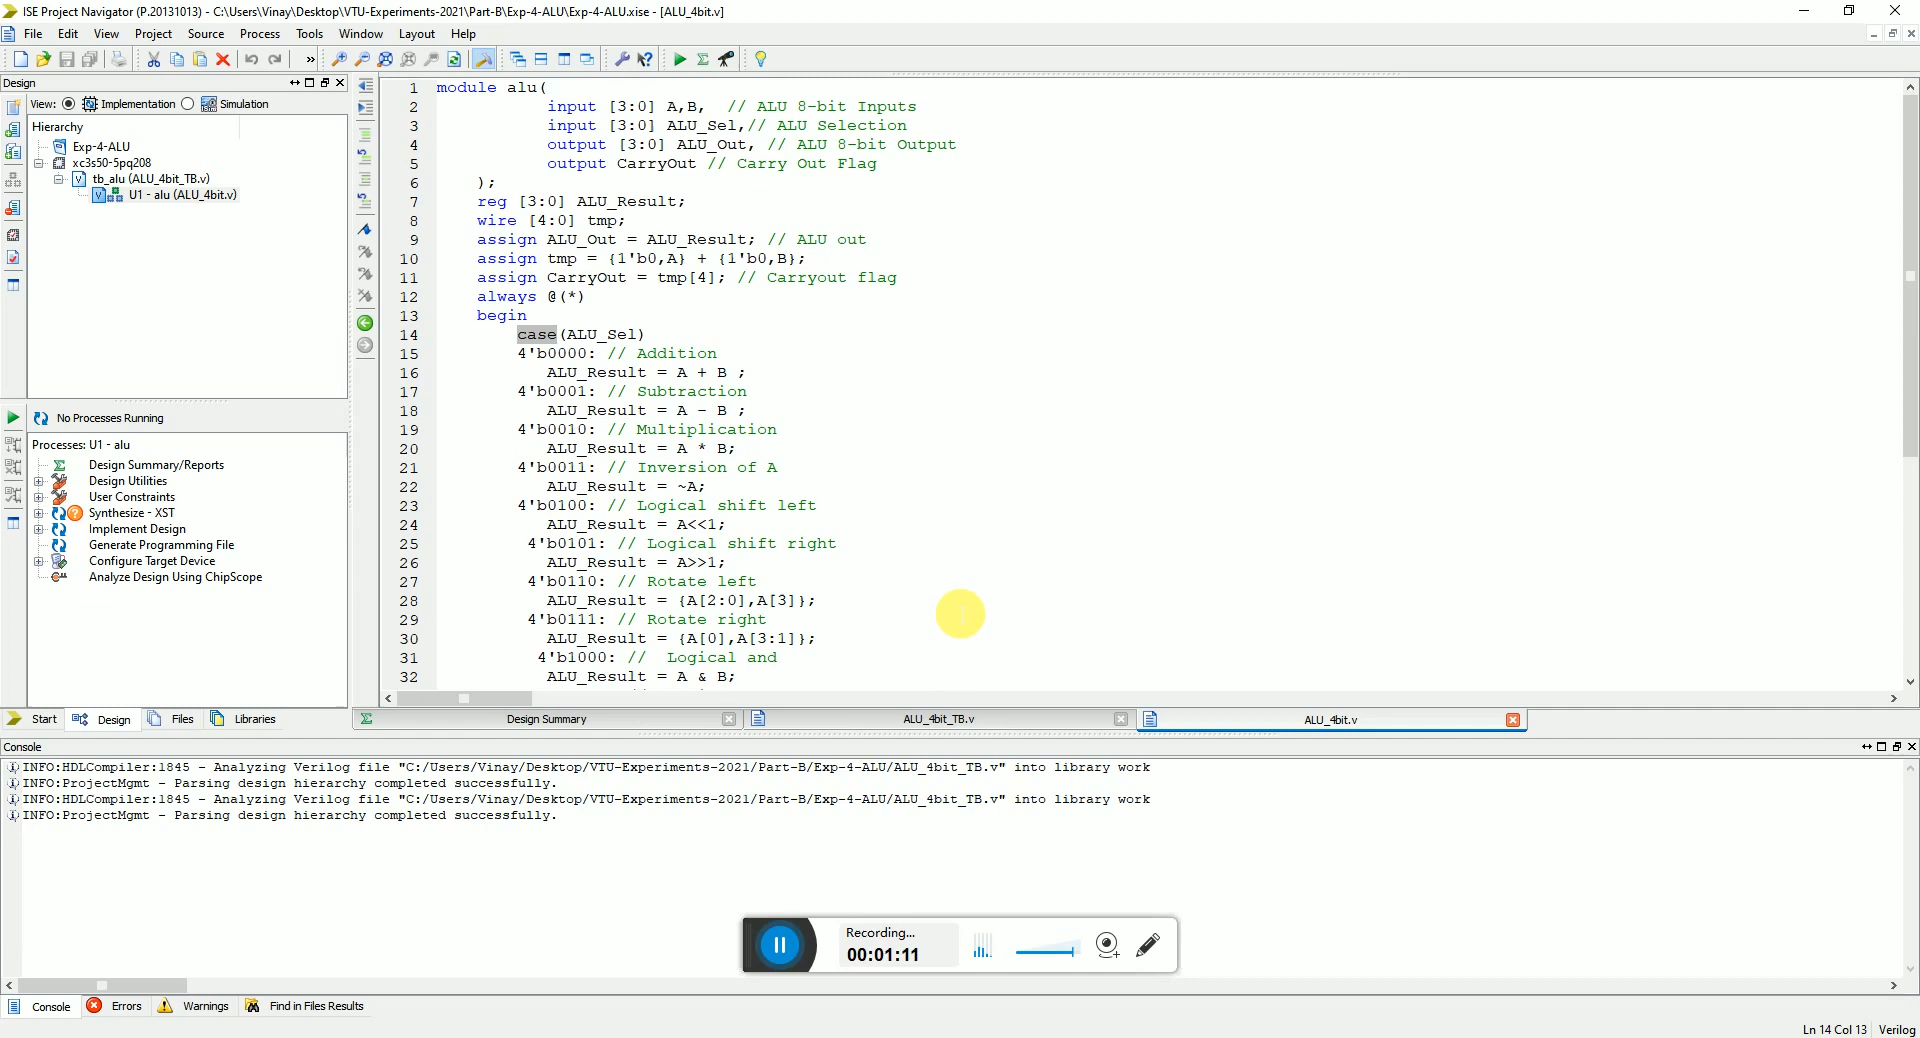 ISE Project Navigator (P.20131013) - C:\Users\Vinay\Desktop\VTU-Experiments-2021\Part-B\Exp-4-ALU\Exp-4-ALU.xise - [ALU_4bit.v]
File Edit View Project Source Process Tools Window Layout Help
»
Design
View: Implementation Simulation
Hierarchy
Exp-4-ALU
xc3s50-5pq208
tb_alu (ALU_4bit_TB.v)
U1 - alu (ALU_4bit.v)
No Processes Running
Processes: U1 - alu
Design Summary/Reports
Design Utilities
User Constraints
Synthesize - XST
Implement Design
Generate Programming File
Configure Target Device
Analyze Design Using ChipScope
Start Design Files Libraries
1 module alu(
2 input [3:0] A,B, // ALU 8-bit Inputs
3 input [3:0] ALU_Sel,// ALU Selection
4 output [3:0] ALU_Out, // ALU 8-bit Output
5 output CarryOut // Carry Out Flag
6 );
7 reg [3:0] ALU_Result;
8 wire [4:0] tmp;
9 assign ALU_Out = ALU_Result; // ALU out
10 assign tmp = {1'b0,A} + {1'b0,B};
11 assign CarryOut = tmp[4]; // Carryout flag
12 always @(*)
13 begin
14 case(ALU_Sel)
15 4'b0000: // Addition
16 ALU_Result = A + B ;
17 4'b0001: // Subtraction
18 ALU_Result = A - B ;
19 4'b0010: // Multiplication
20 ALU_Result = A * B;
21 4'b0011: // Inversion of A
22 ALU_Result = ~A;
23 4'b0100: // Logical shift left
24 ALU_Result = A<<1;
25 4'b0101: // Logical shift right
26 ALU_Result = A>>1;
27 4'b0110: // Rotate left
28 ALU_Result = {A[2:0],A[3]};
29 4'b0111: // Rotate right
30 ALU_Result = {A[0],A[3:1]};
31 4'b1000: // Logical and
32 ALU_Result = A & B;
Design Summary ALU_4bit_TB.v ALU_4bit.v
Console
INFO:HDLCompiler:1845 - Analyzing Verilog file "C:/Users/Vinay/Desktop/VTU-Experiments-2021/Part-B/Exp-4-ALU/ALU_4bit_TB.v" into library work
INFO:ProjectMgmt - Parsing design hierarchy completed successfully.
INFO:HDLCompiler:1845 - Analyzing Verilog file "C:/Users/Vinay/Desktop/VTU-Experiments-2021/Part-B/Exp-4-ALU/ALU_4bit_TB.v" into library work
INFO:ProjectMgmt - Parsing design hierarchy completed successfully.
Recording...
00:01:11
Console Errors Warnings Find in Files Results
Ln 14 Col 13 Verilog